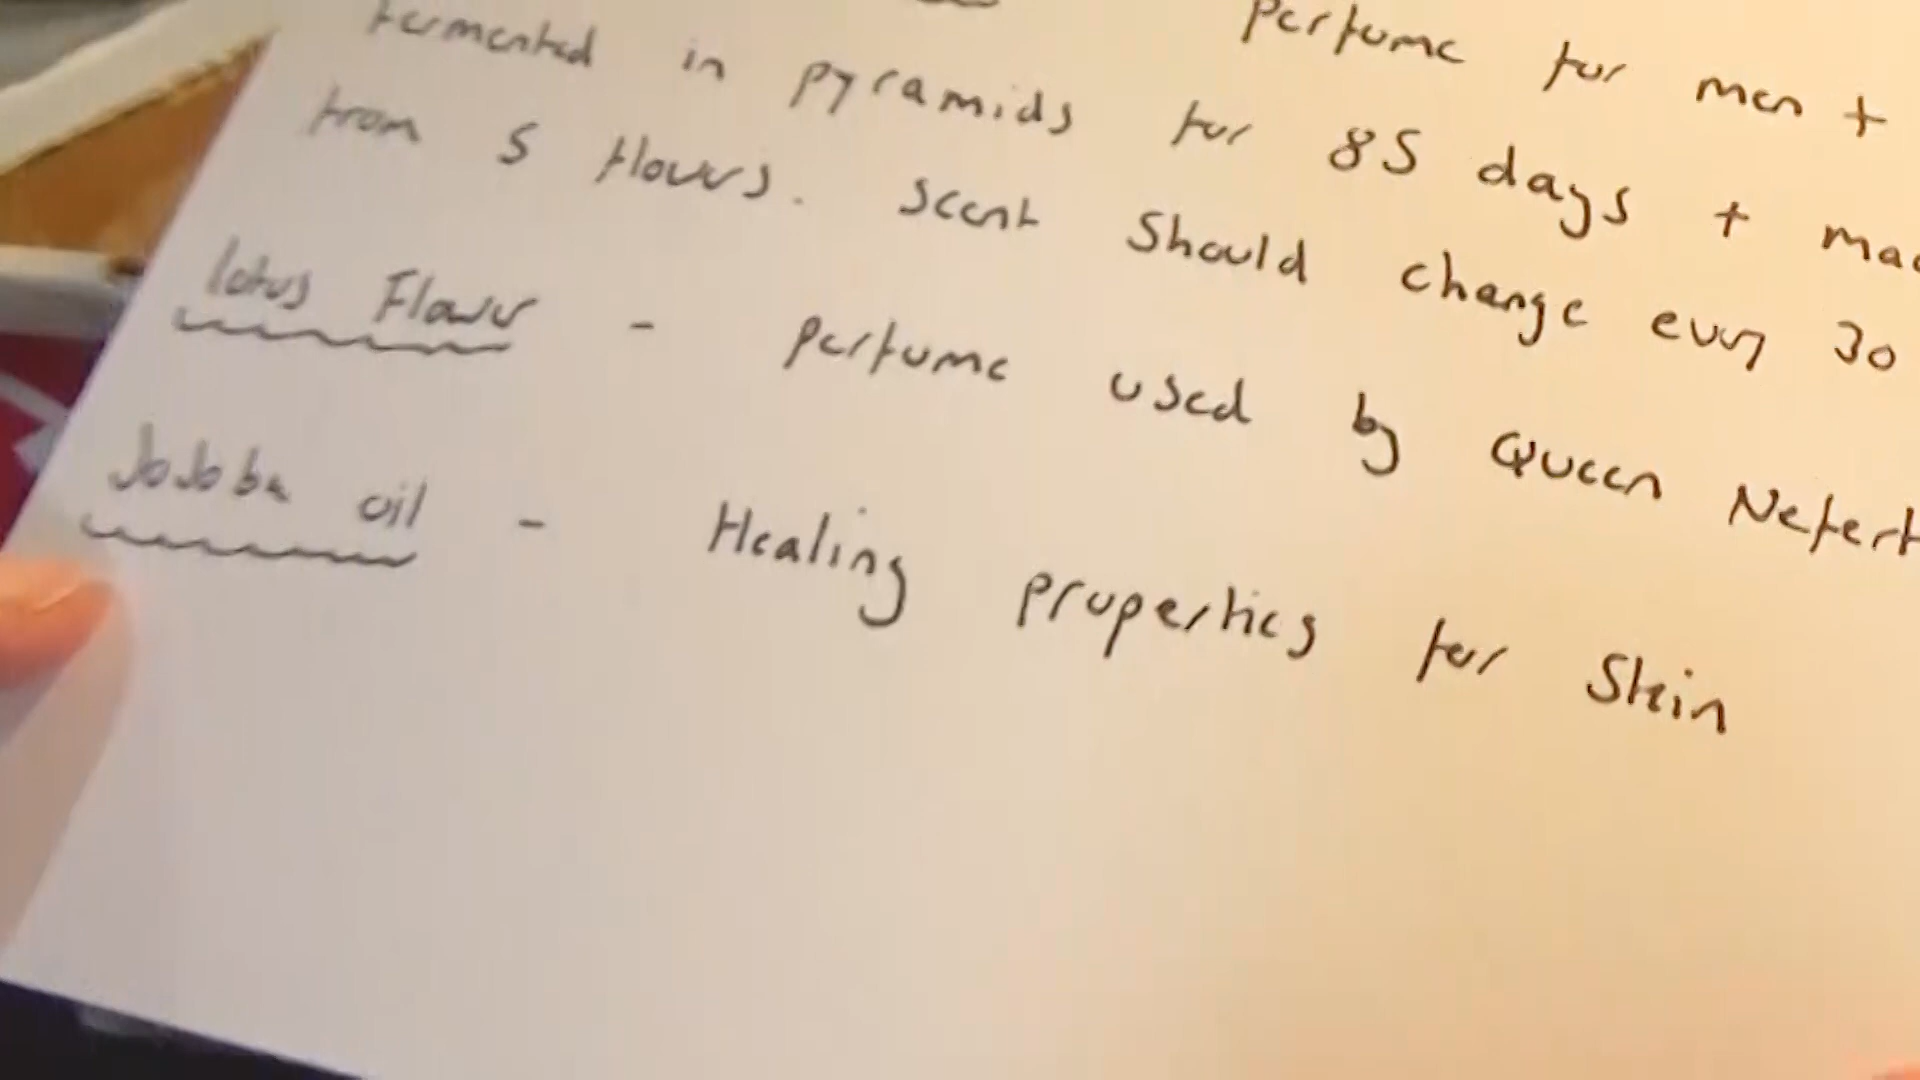 perfume for men +
fermented in pyramids for 85 days +
from 5 flowers. Scent should change every 30
lotus Flower - perfume used by Queen Nefert
JoJoba oil - Healing properties for Skin